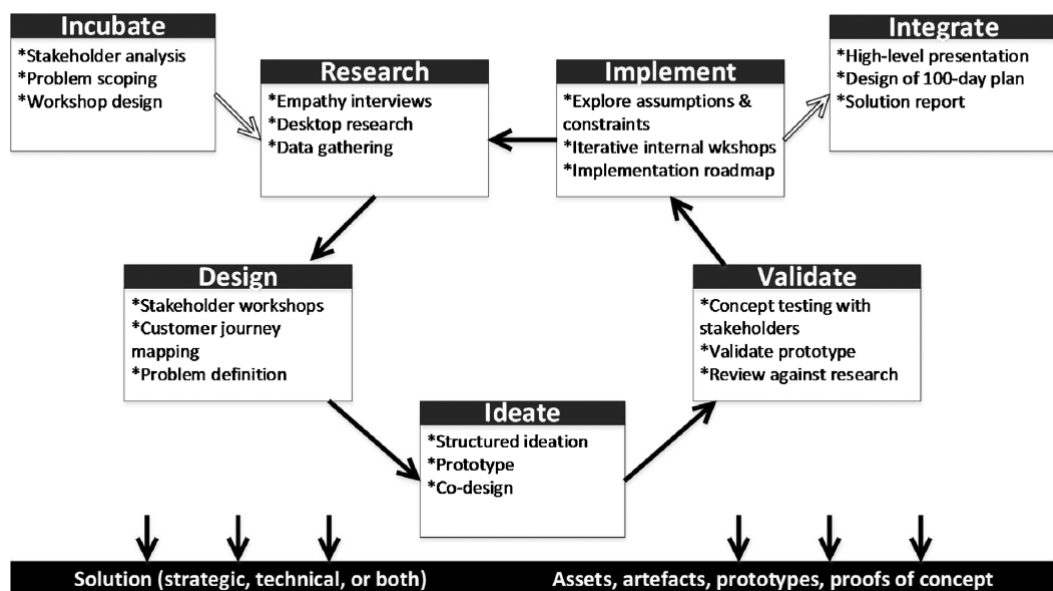 Incubate
*Stakeholder analysis
*Problem scoping
*Workshop design
Research
*Empathy interviews
*Desktop research
*Data gathering
Implement
*Explore assumptions &
constraints
*Iterative internal wkshops
*Implementation roadmap
Integrate
*High-level presentation
*Design of 100-day plan
*Solution report
Design
*Stakeholder workshops
*Customer journey
mapping
*Problem definition
Ideate
*Structured ideation
*Prototype
*Co-design
Validate
*Concept testing with
stakeholders
*Validate prototype
*Review against research
Solution (strategic, technical, or both)
Assets, artefacts, prototypes, proofs of concept